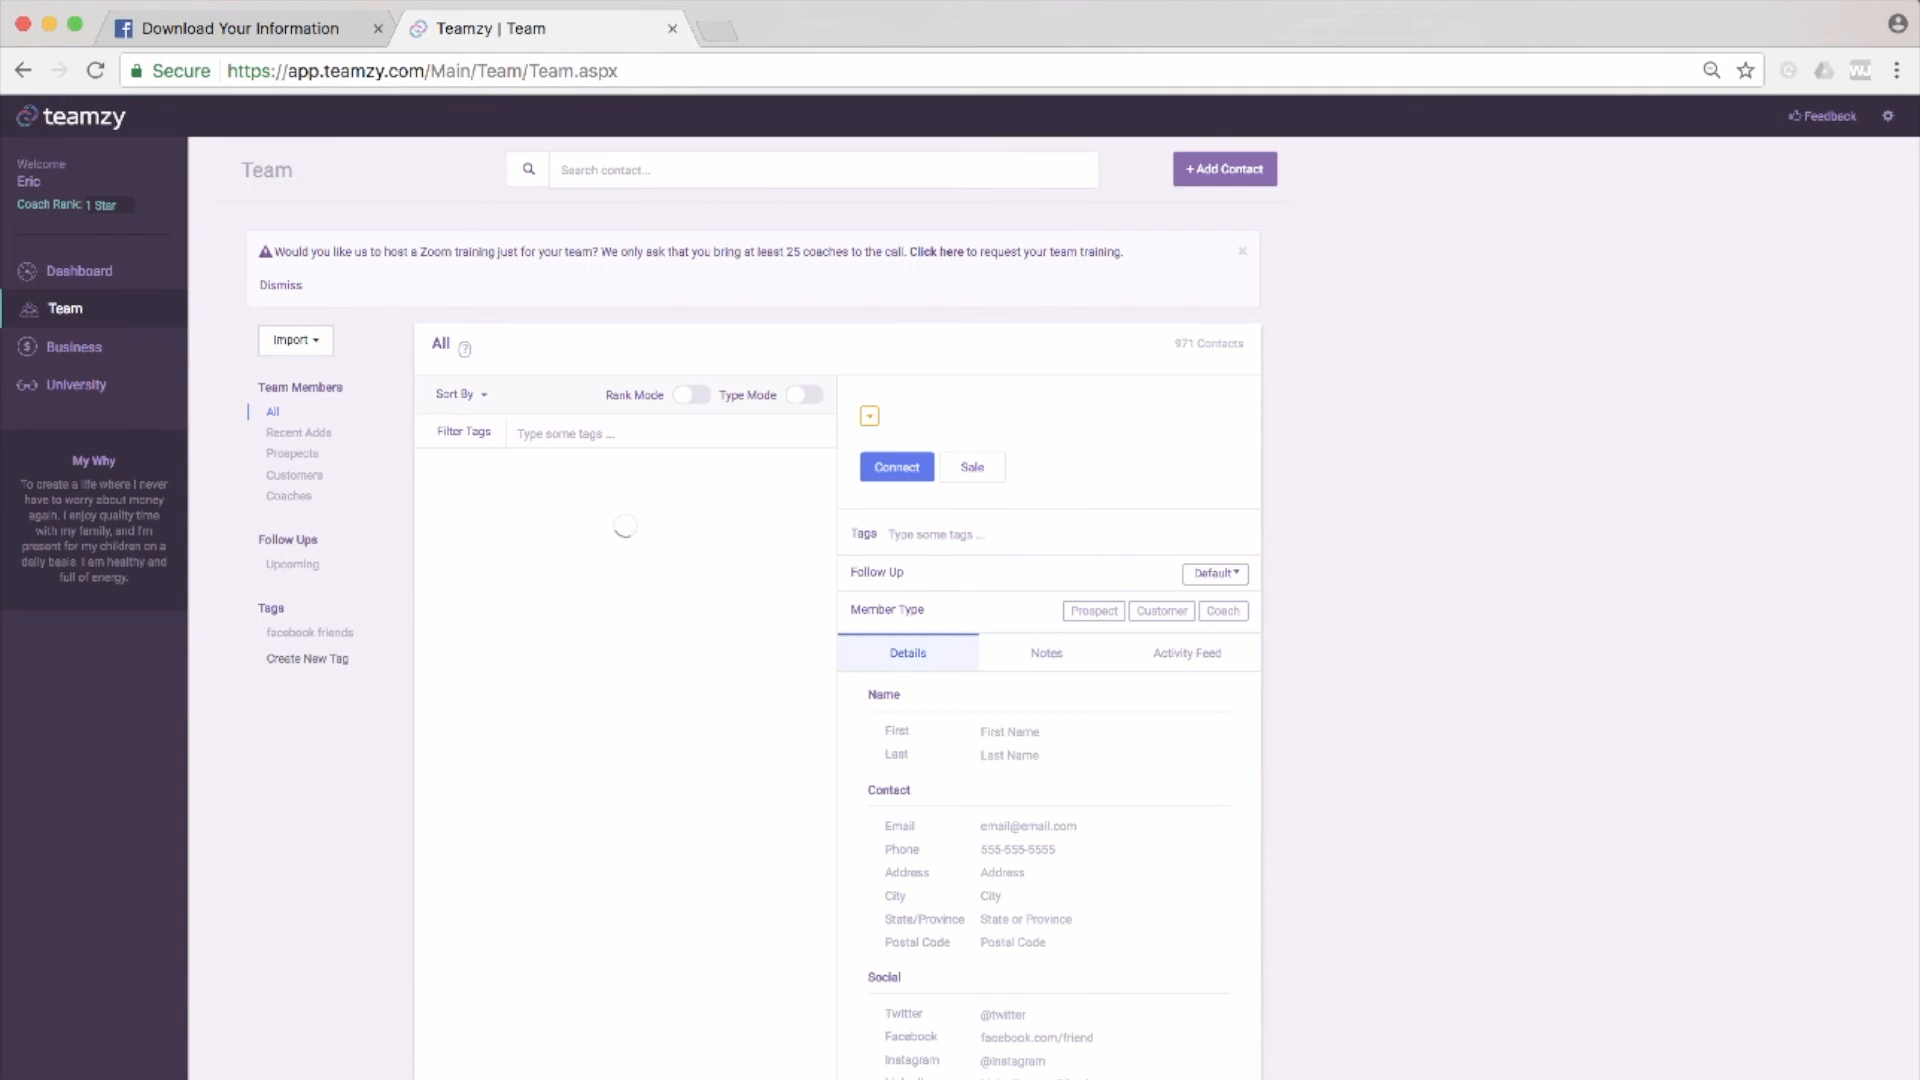 Download Your Information
Teamzy | Team
Secure
https://app.teamzy.com/Main/Team/Team.aspx
teamzy
Feedback
Welcome
Eric
Coach Rank: 1 Star
Dashboard
Team
Business
University
My Why
To create a life where I never
have to worry about money
again. I enjoy quality time
with my family, and I'm
present for my children on a
daily basis. I am healthy and
full of energy.
Team
Search contact...
+ Add Contact
Would you like us to host a Zoom training just for your team? We only ask that you bring at least 25 coaches to the call. Click here to request your team training.
Dismiss
Import
Team Members
All
Recent Adds
Prospects
Customers
Coaches
Follow Ups
Upcoming
Tags
facebook friends
Create New Tag
All ?
971 Contacts
Sort By
Rank Mode
Type Mode
Filter Tags
Type some tags ...
Connect
Sale
Tags
Type some tags ...
Follow Up
Default
Member Type
Prospect
Customer
Coach
Details
Notes
Activity Feed
Name
First
First Name
Last
Last Name
Contact
Email
email@email.com
Phone
555-555-5555
Address
Address
City
City
State/Province
State or Province
Postal Code
Postal Code
Social
Twitter
@twitter
Facebook
facebook.com/friend
Instagram
@instagram